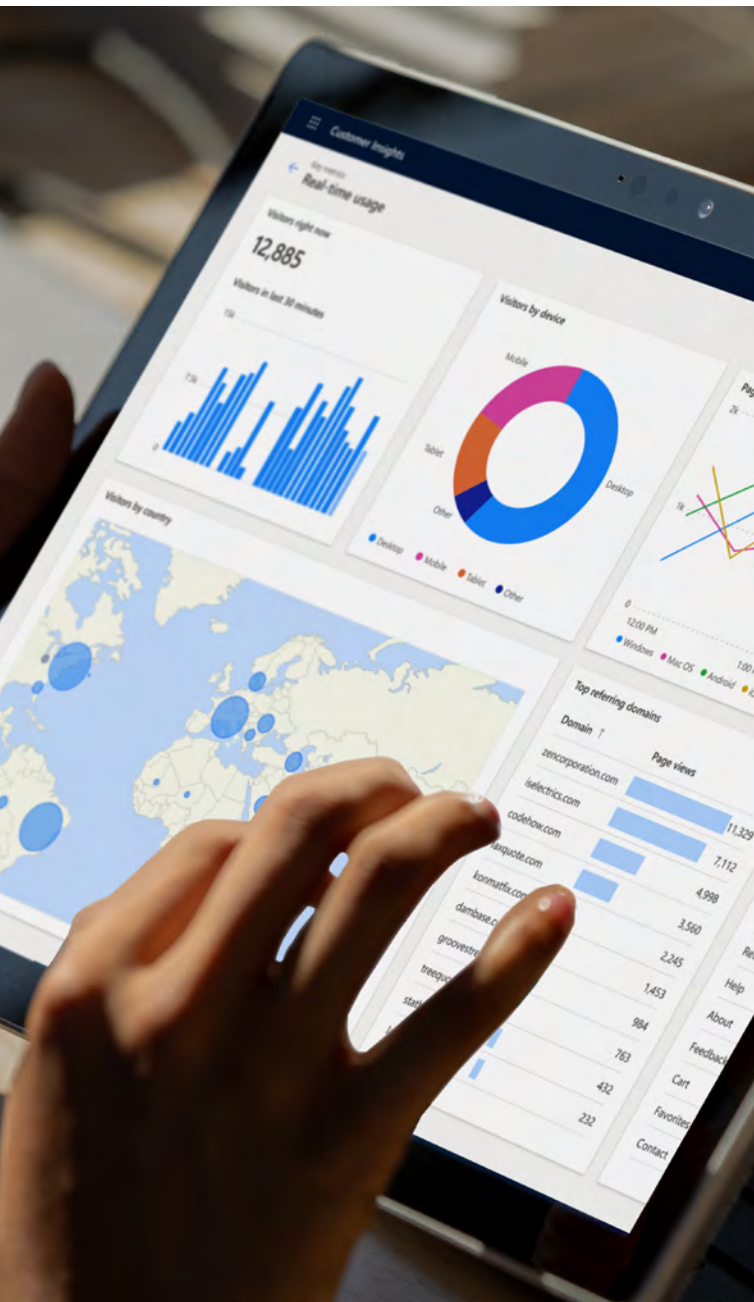 Customer Insights
Key metrics
Real-time usage
Visitors right now
12,885
Visitors in last 30 minutes
15k
7.5k
0
Visitors by device
Mobile
Tablet
Desktop
Other
Desktop Mobile Tablet Other
2k
1k
0
12:00 PM
Windows Mac OS Android
Visitors by country
Top referring domains
Domain ↑ Page views
zencorporation.com 11,329
iselectrics.com 7,112
codehow.com 4,998
3,560
2,245
1,453
984
763
432
232
Help
About
Feedback
Cart
Favorites
Contact